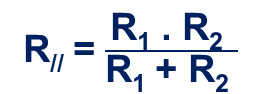 R// = R1 . R2
R1 + R2